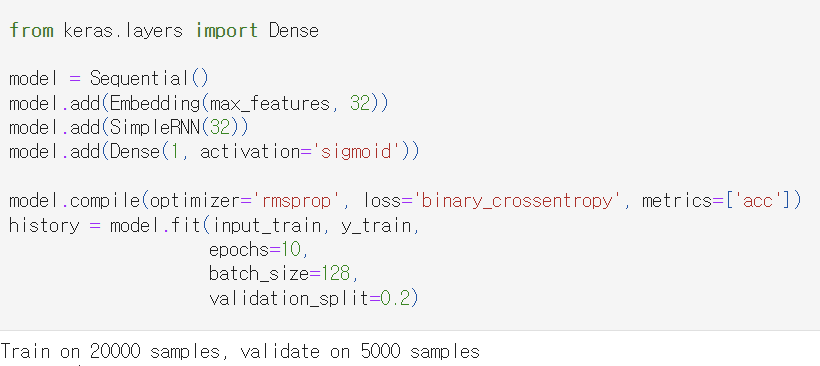 from keras.layers import Dense
model = Sequential()
model.add(Embedding(max_features, 32))
model.add(SimpleRNN(32))
model.add(Dense(1, activation='sigmoid'))
model.compile(optimizer='rmsprop', loss='binary_crossentropy', metrics=['acc'])
history = model.fit(input_train, y_train,
epochs=10,
batch_size=128,
validation_split=0.2)
Train on 20000 samples, validate on 5000 samples